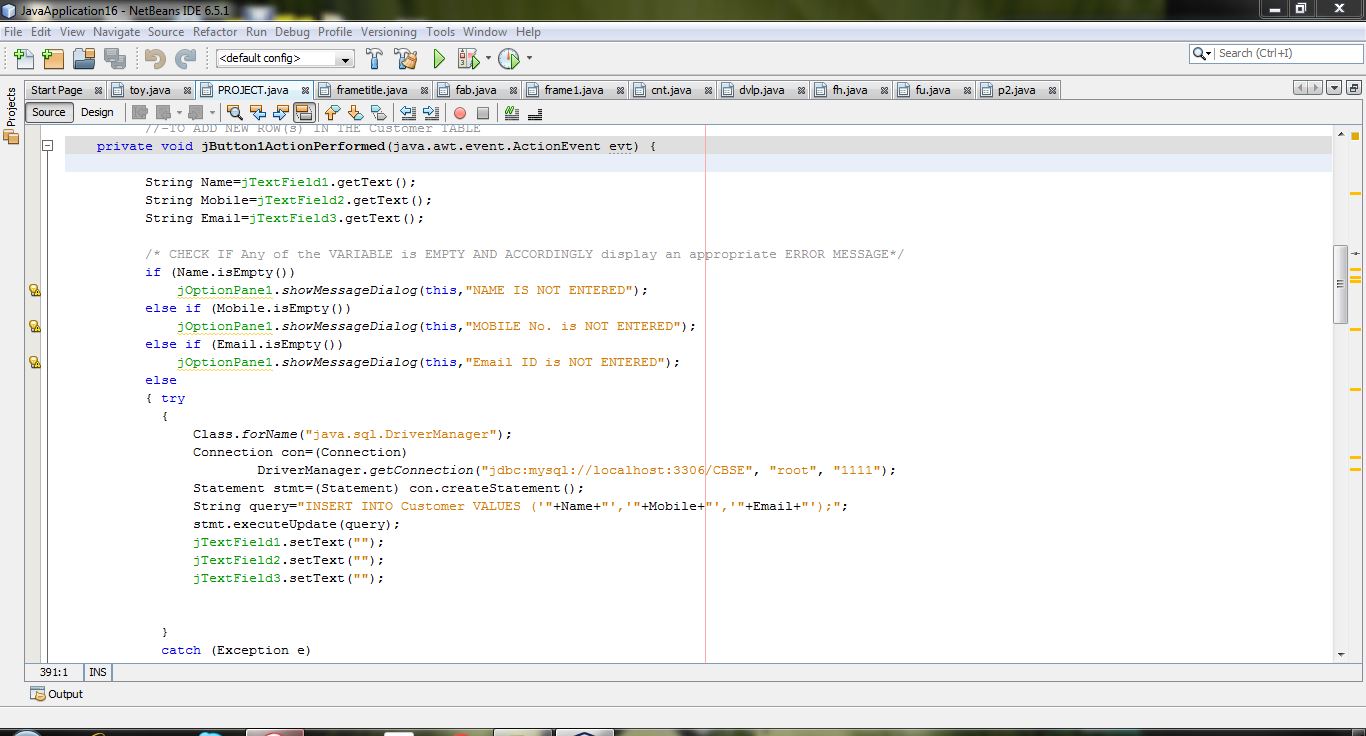 JavaApplication16 - NetBeans IDE 6.5.1
File Edit View Navigate Source Refactor Run Debug Profile Versioning Tools Window Help
<default config>
Search (Ctrl+I)
Projects
Start Page toy.java PROJECT.java frametitle.java fab.java frame1.java cnt.java dvlp.java fh.java fu.java p2.java
Source Design
//-TO ADD NEW ROW(s) IN THE Customer TABLE
private void jButton1ActionPerformed(java.awt.event.ActionEvent evt) {
String Name=jTextField1.getText();
String Mobile=jTextField2.getText();
String Email=jTextField3.getText();
/* CHECK IF Any of the VARIABLE is EMPTY AND ACCORDINGLY display an appropriate ERROR MESSAGE*/
if (Name.isEmpty())
jOptionPane1.showMessageDialog(this,"NAME IS NOT ENTERED");
else if (Mobile.isEmpty())
jOptionPane1.showMessageDialog(this,"MOBILE No. is NOT ENTERED");
else if (Email.isEmpty())
jOptionPane1.showMessageDialog(this,"Email ID is NOT ENTERED");
else
{ try
{
Class.forName("java.sql.DriverManager");
Connection con=(Connection)
DriverManager.getConnection("jdbc:mysql://localhost:3306/CBSE", "root", "1111");
Statement stmt=(Statement) con.createStatement();
String query="INSERT INTO Customer VALUES ('"+Name+"','"+Mobile+"','"+Email+"');";
stmt.executeUpdate(query);
jTextField1.setText("");
jTextField2.setText("");
jTextField3.setText("");
}
catch (Exception e)
391:1 INS
Output